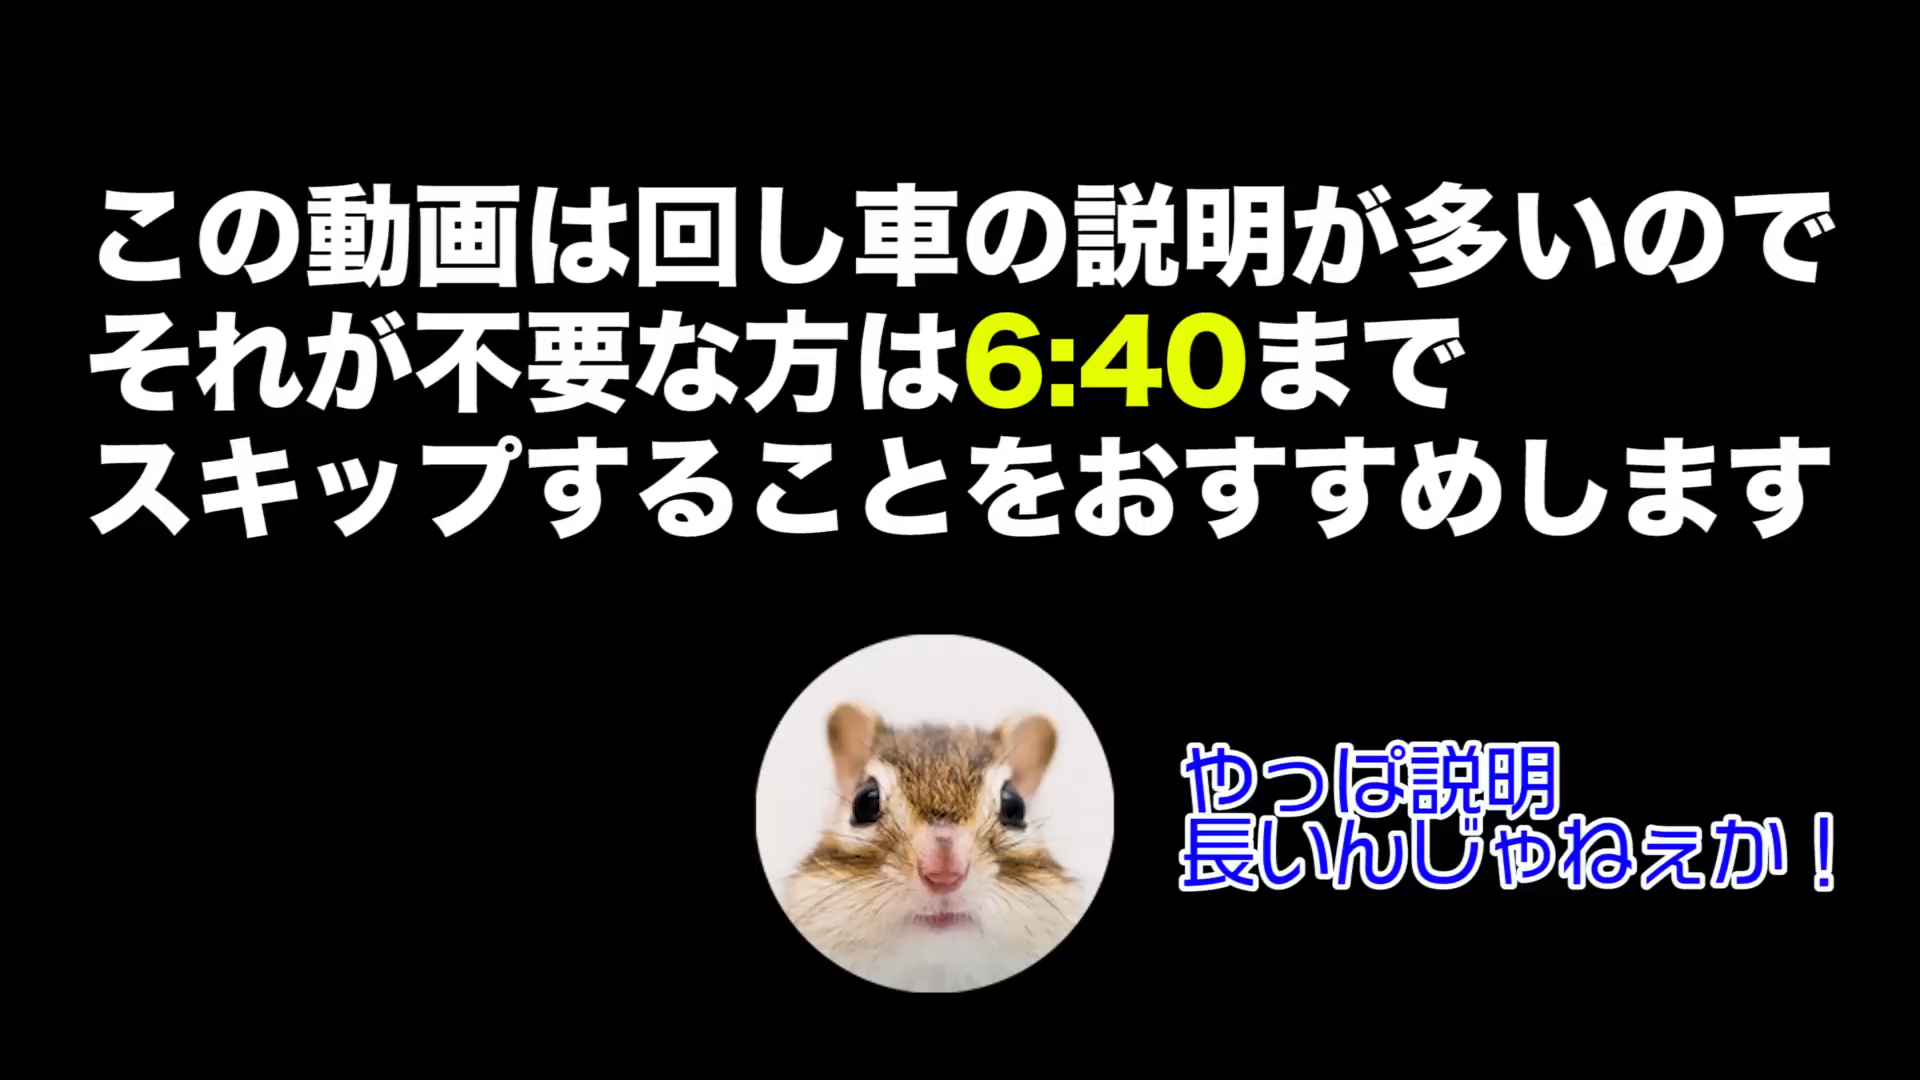 この動画は回し車の説明が多いので
それが不要な方は6:40まで
スキップすることをおすすめします
やっぱ説明
長いんじゃねぇか！